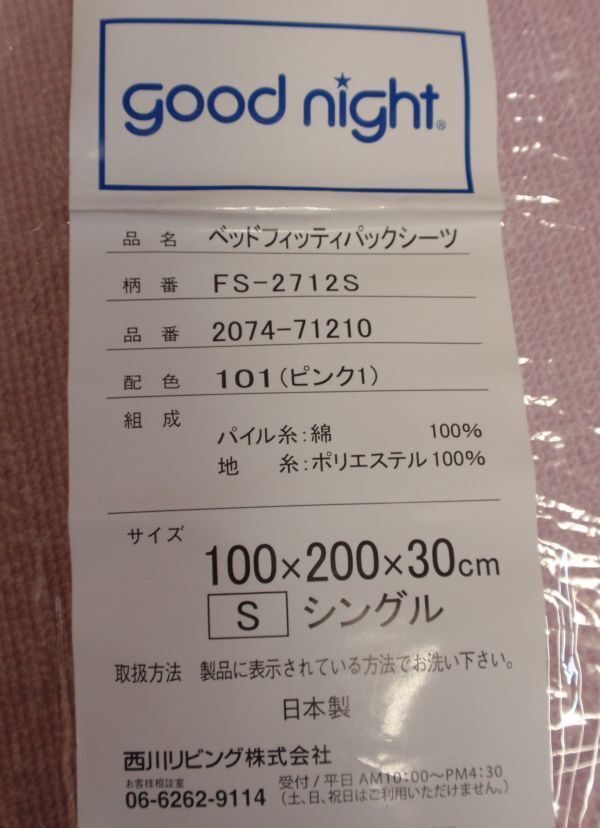 good night®
品名 ベッドフィッティパックシーツ
柄番 FS-2712S
品番 2074-71210
配色 101(ピンク1)
組成
パイル糸:綿 100%
地 糸:ポリエステル100%
サイズ
100×200×30cm
S シングル
取扱方法 製品に表示されている方法でお洗い下さい。
日本製
西川リビング株式会社
お客様相談室 受付/平日 AM10:00〜PM4:30
06-6262-9114 (土、日、祝日はご利用いただけません。)